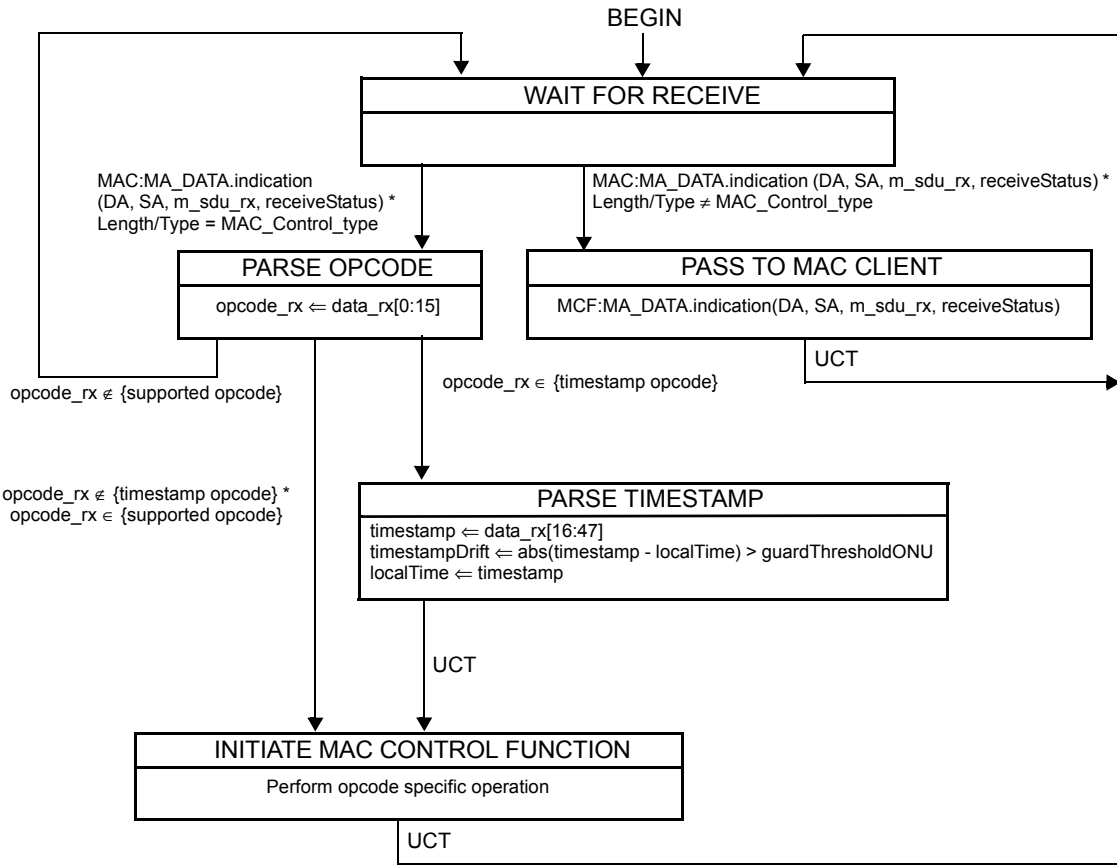 BEGIN
WAIT FOR RECEIVE
MAC:MA_DATA.indication
(DA, SA, m_sdu_rx, receiveStatus) *
Length/Type = MAC_Control_type
MAC:MA_DATA.indication (DA, SA, m_sdu_rx, receiveStatus) *
Length/Type ≠ MAC_Control_type
PARSE OPCODE
opcode_rx ⇐ data_rx[0:15]
PASS TO MAC CLIENT
MCF:MA_DATA.indication(DA, SA, m_sdu_rx, receiveStatus)
UCT
opcode_rx ∉ {supported opcode}
opcode_rx ∈ {timestamp opcode}
opcode_rx ∉ {timestamp opcode} *
opcode_rx ∈ {supported opcode}
PARSE TIMESTAMP
timestamp ⇐ data_rx[16:47]
timestampDrift ⇐ abs(timestamp - localTime) > guardThresholdONU
localTime ⇐ timestamp
UCT
INITIATE MAC CONTROL FUNCTION
Perform opcode specific operation
UCT